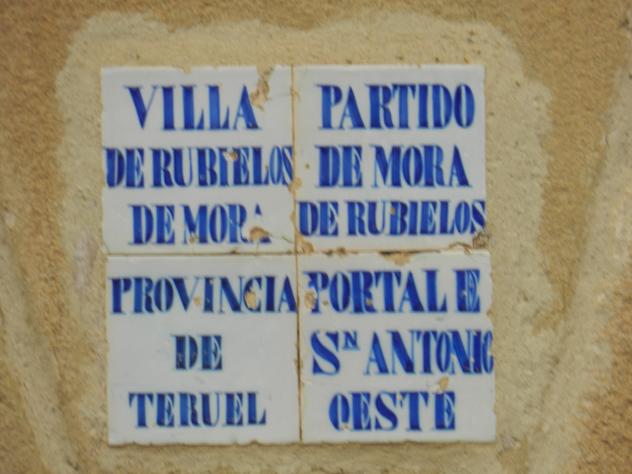 VILLA
DE RUBIELOS
DE MORA
PARTIDO
DE MORA
DE RUBIELOS
PROVINCIA
DE
TERUEL
PORTAL E
Sᴺ ANTONIO
OESTE